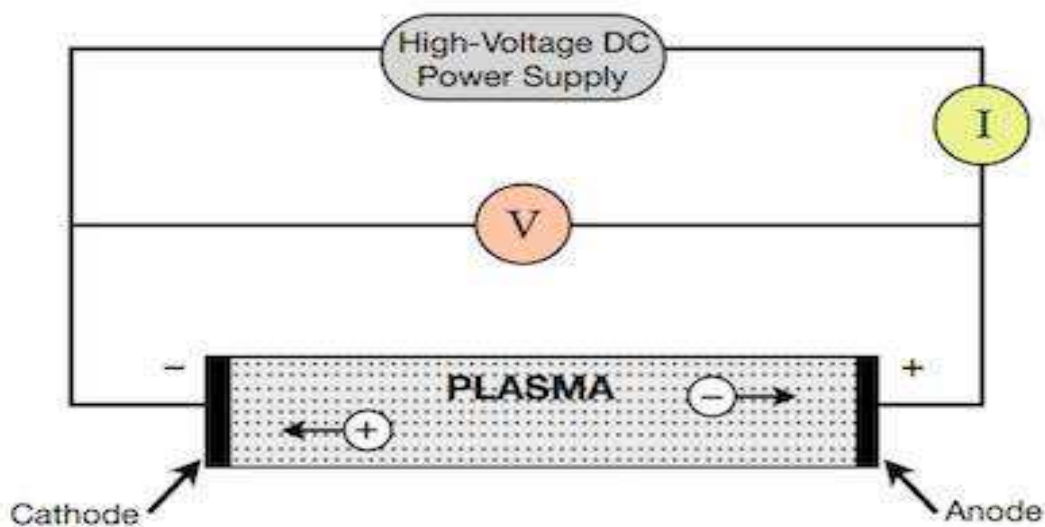 High-Voltage DC
Power Supply
I
V
− +
PLASMA
−
+
Cathode
Anode